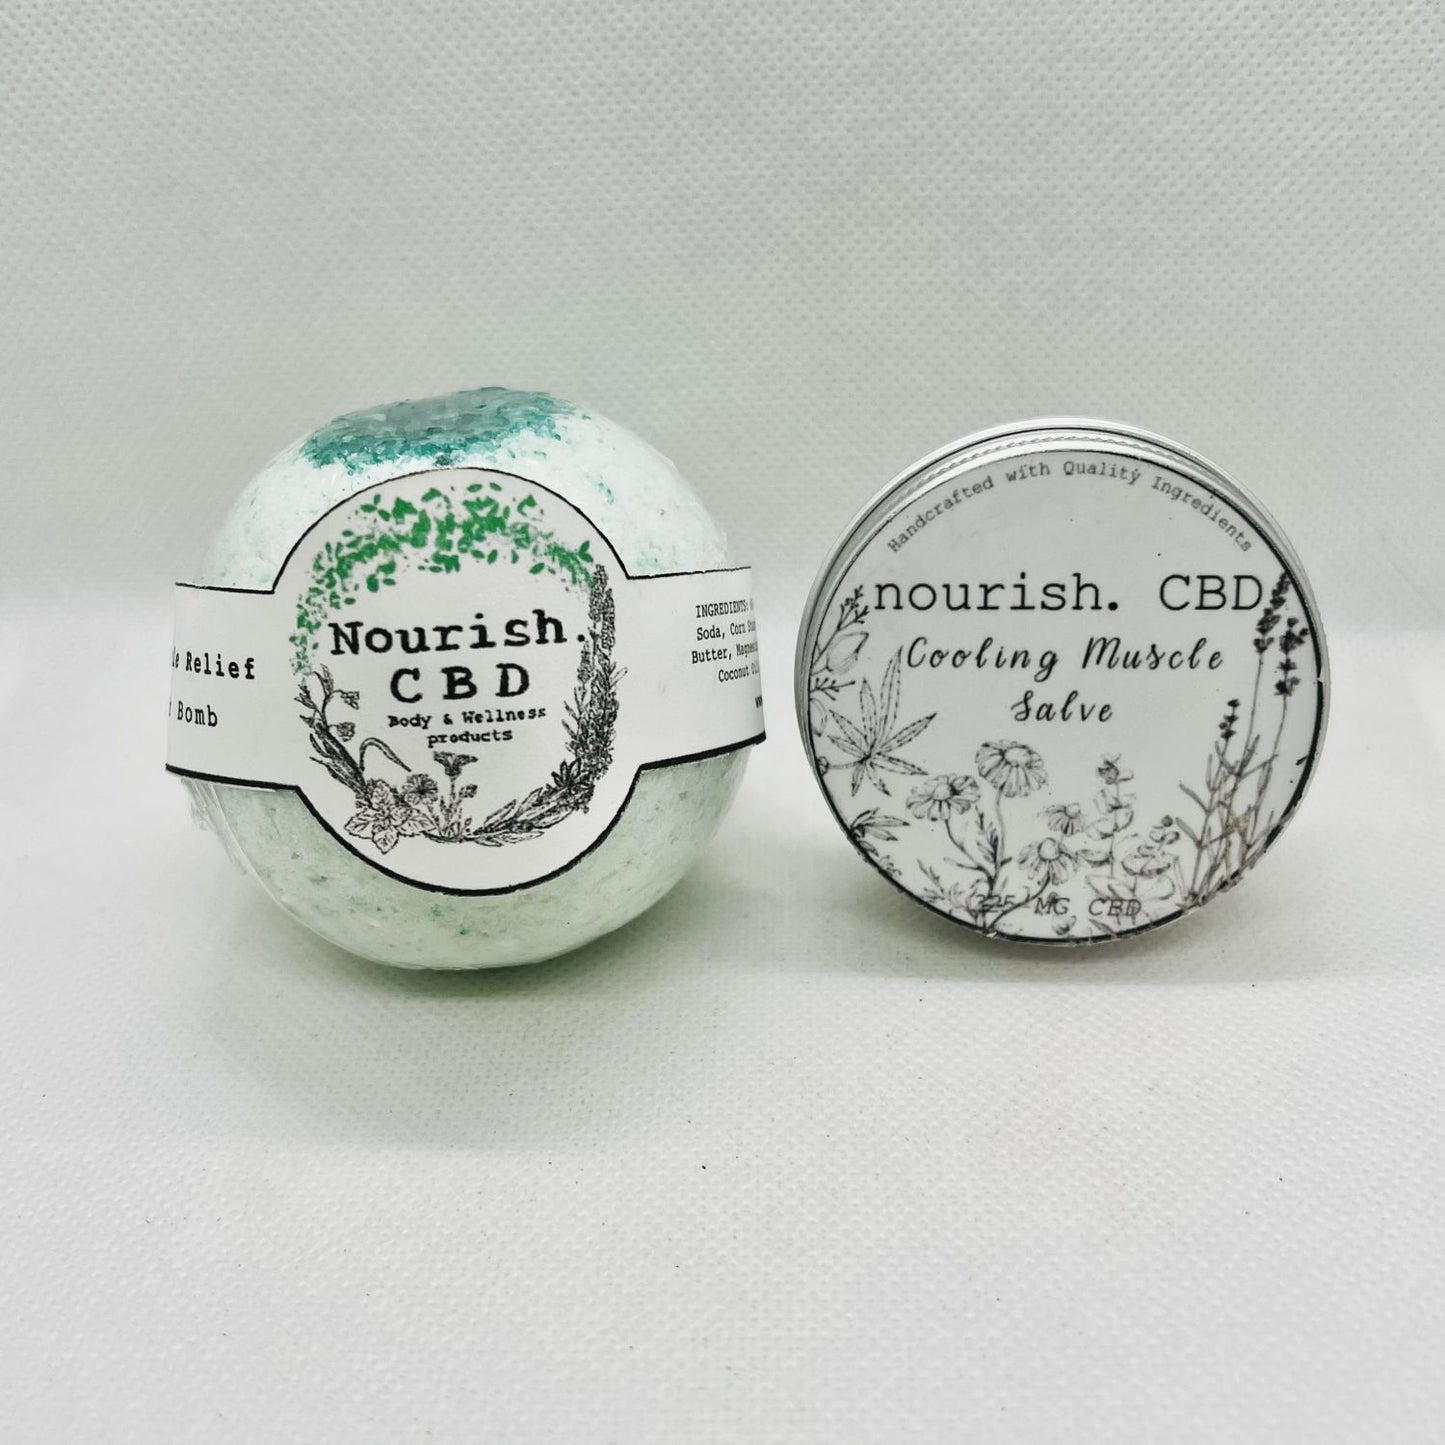 Relief
Bomb
Nourish.
CBD
Body & Wellness
products
INGREDIENTS:
Soda, Corn
Butter,
Coconut
Handcrafted with Quality Ingredients
nourish. CBD
Cooling Muscle
Salve
225 MG CBD